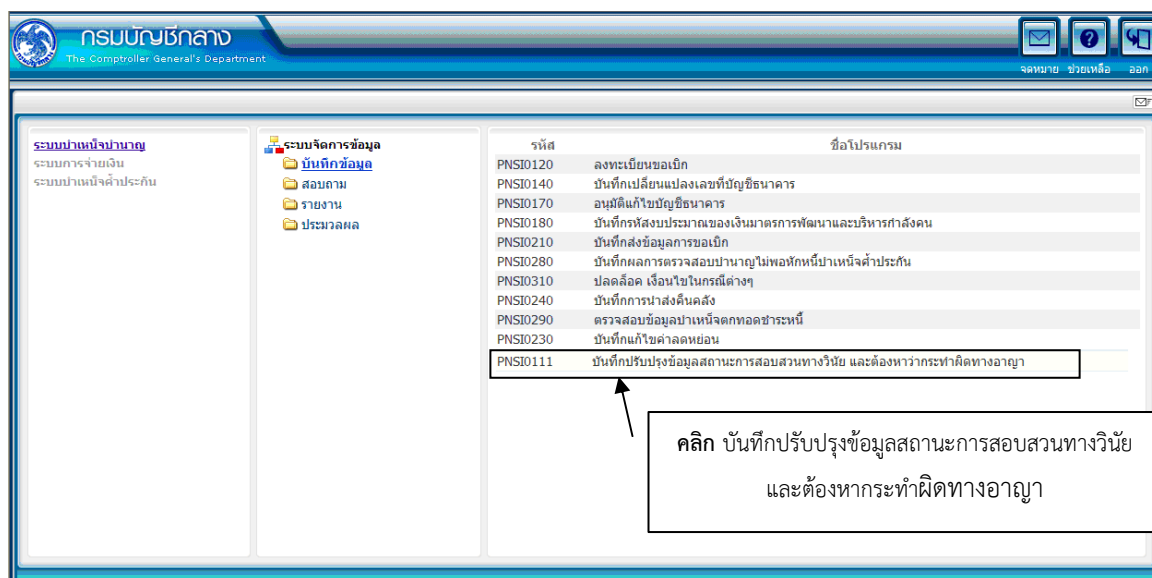 กรมบัญชีกลาง
The Comptroller General's Department
จดหมาย ช่วยเหลือ ออก
ระบบบำเหน็จบำนาญ
ระบบการจ่ายเงิน
ระบบบำเหน็จค้ำประกัน
ระบบจัดการข้อมูล
บันทึกข้อมูล
สอบถาม
รายงาน
ประมวลผล
รหัส ชื่อโปรแกรม
PNSI0120 ลงทะเบียนขอเบิก
PNSI0140 บันทึกเปลี่ยนแปลงเลขที่บัญชีธนาคาร
PNSI0170 อนุมัติแก้ไขบัญชีธนาคาร
PNSI0180 บันทึกรหัสงบประมาณของเงินมาตรการพัฒนาและบริหารกำลังคน
PNSI0210 บันทึกส่งข้อมูลการขอเบิก
PNSI0280 บันทึกผลการตรวจสอบบำนาญไม่พอหักหนี้บำเหน็จค้ำประกัน
PNSI0310 ปลดล็อค เงื่อนไขในกรณีต่างๆ
PNSI0240 บันทึกการนำส่งคืนคลัง
PNSI0290 ตรวจสอบข้อมูลบำเหน็จตกทอดชำระหนี้
PNSI0230 บันทึกแก้ไขค่าลดหย่อน
PNSI0111 บันทึกปรับปรุงข้อมูลสถานะการสอบสวนทางวินัย และต้องหาว่ากระทำผิดทางอาญา
คลิก บันทึกปรับปรุงข้อมูลสถานะการสอบสวนทางวินัย
และต้องหากระทำผิดทางอาญา